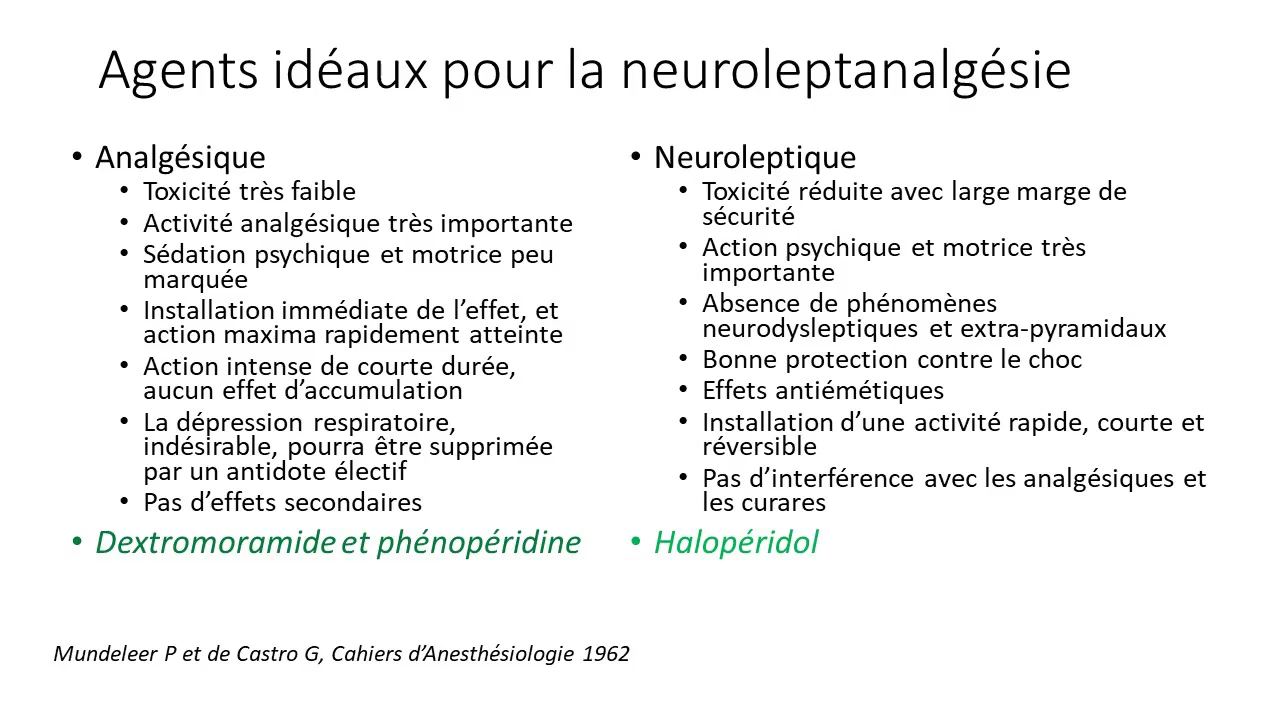 Agents idéaux pour la neuroleptanalgésie
• Analgésique
• Toxicité très faible
• Activité analgésique très importante
• Sédation psychique et motrice peu
marquée
• Installation immédiate de l’effet, et
action maxima rapidement atteinte
• Action intense de courte durée,
aucun effet d’accumulation
• La dépression respiratoire,
indésirable, pourra être supprimée
par un antidote électif
• Pas d’effets secondaires
• Dextromoramide et phénopéridine
• Neuroleptique
• Toxicité réduite avec large marge de
sécurité
• Action psychique et motrice très
importante
• Absence de phénomènes
neurodysleptiques et extra-pyramidaux
• Bonne protection contre le choc
• Effets antiémétiques
• Installation d’une activité rapide, courte et
réversible
• Pas d’interférence avec les analgésiques et
les curares
• Halopéridol
Mundeleer P et de Castro G, Cahiers d’Anesthésiologie 1962